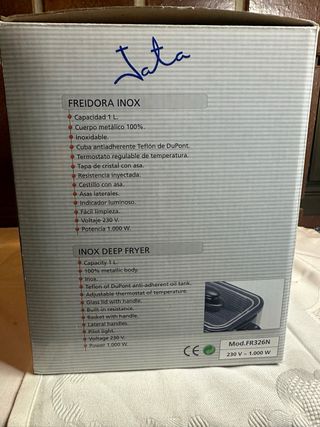 Jata
FREIDORA INOX
Capacidad 1 L.
Cuerpo metálico 100%.
Inoxidable.
Cuba antiadherente Teflón de DuPont.
Termostato regulable de temperatura.
Tapa de cristal con asa.
Resistencia inyectada.
Cestillo con asa.
Asas laterales.
Indicador luminoso.
Fácil limpieza.
Voltaje 230 V.
Potencia 1.000 W.
INOX DEEP FRYER
Capacity 1 L.
100% metallic body.
Inox.
Teflon of DuPont anti-adherent oil tank.
Adjustable thermostat of temperature.
Glass lid with handle.
Built-in resistance.
Basket with handle.
Lateral handles.
Pilot light.
Voltage 230 V.
Power 1.000 W.
CE
Mod.FR326N
230 V - 1.000 W